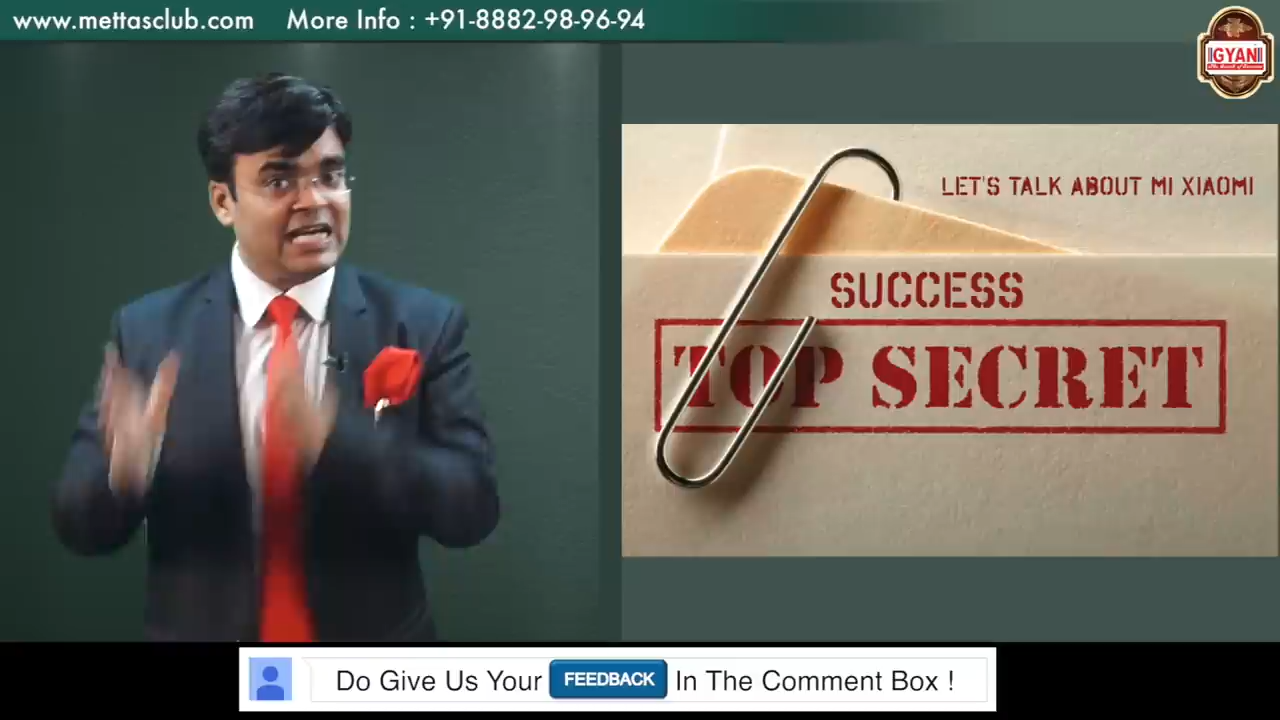 www.mettasclub.com More Info : +91-8882-98-96-94
GYAN
LET'S TALK ABOUT MI XIAOMI
SUCCESS
TOP SECRET
Do Give Us Your FEEDBACK In The Comment Box !